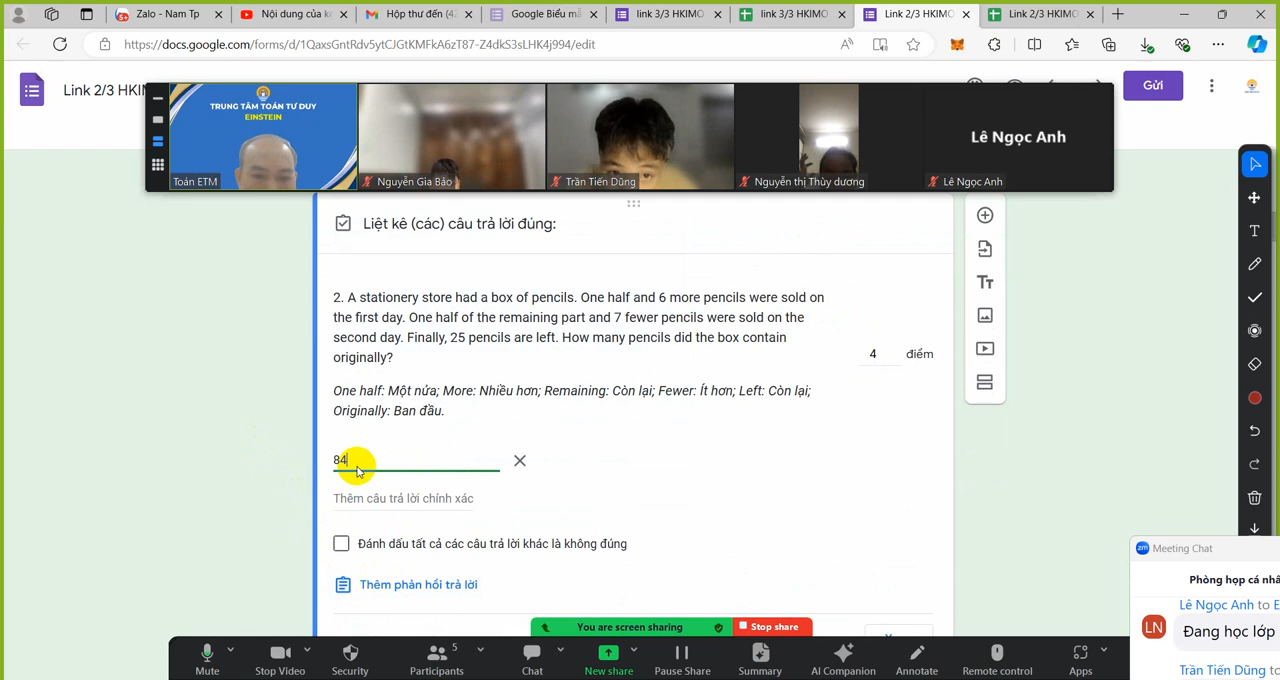 Zalo - Nam Tp
Nội dung của k
Hộp thư đến (4
Google Biểu m
link 3/3 HKIMO
link 3/3 HKIMO
Link 2/3 HKIMO
Link 2/3 HKIMO
https://docs.google.com/forms/d/1QaxsGntRdv5ytCJGtKMFkA6zT87-Z4dkS3sLHK4j994/edit
Link 2/3 HKI
Gửi
TRUNG TÂM TOÁN TƯ DUY
EINSTEIN
Toán ETM
Nguyễn Gia Bảo
Trần Tiến Dũng
Nguyễn thị Thùy dương
Lê Ngọc Anh
Lê Ngọc Anh
Liệt kê (các) câu trả lời đúng:
2. A stationery store had a box of pencils. One half and 6 more pencils were sold on
the first day. One half of the remaining part and 7 fewer pencils were sold on the
second day. Finally, 25 pencils are left. How many pencils did the box contain
originally?
4 điểm
One half: Một nửa; More: Nhiều hơn; Remaining: Còn lại; Fewer: Ít hơn; Left: Còn lại;
Originally: Ban đầu.
84
Thêm câu trả lời chính xác
Đánh dấu tất cả các câu trả lời khác là không đúng
Thêm phản hồi trả lời
You are screen sharing
Stop share
Meeting Chat
Phòng họp cá nhâ
Lê Ngọc Anh to E
LN
Đang học lớp
Trần Tiến Dũng to
Mute
Stop Video
Security
5
Participants
Chat
New share
Pause Share
Summary
AI Companion
Annotate
Remote control
Apps